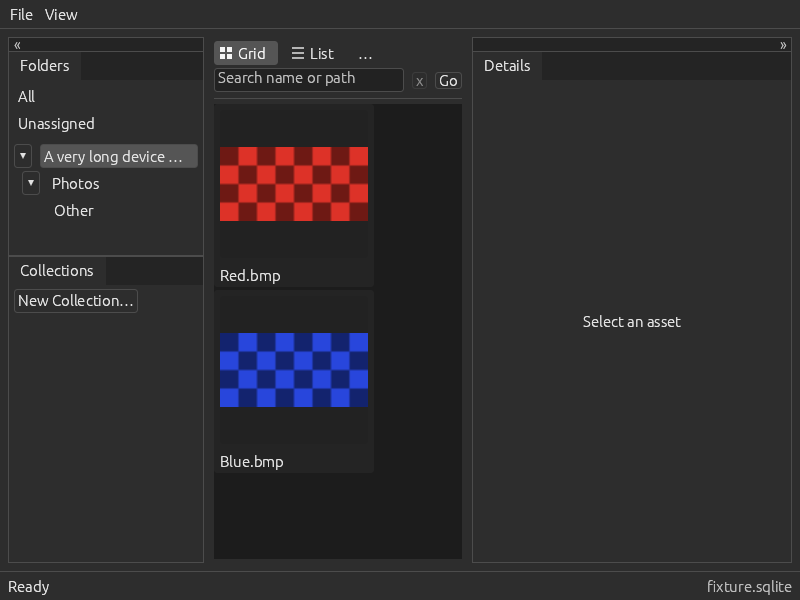 File View
«
Folders
All
Unassigned
▼ A very long device ...
▼ Photos
Other
Collections
New Collection...
Grid List ...
Search name or path x Go
Red.bmp
Blue.bmp
»
Details
Select an asset
Ready fixture.sqlite